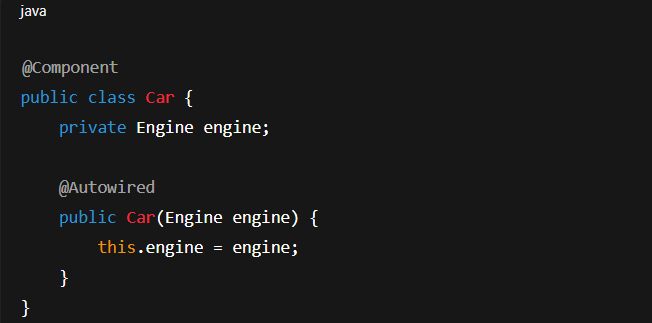 java
@Component
public class Car {
    private Engine engine;
    @Autowired
    public Car(Engine engine) {
        this.engine = engine;
    }
}